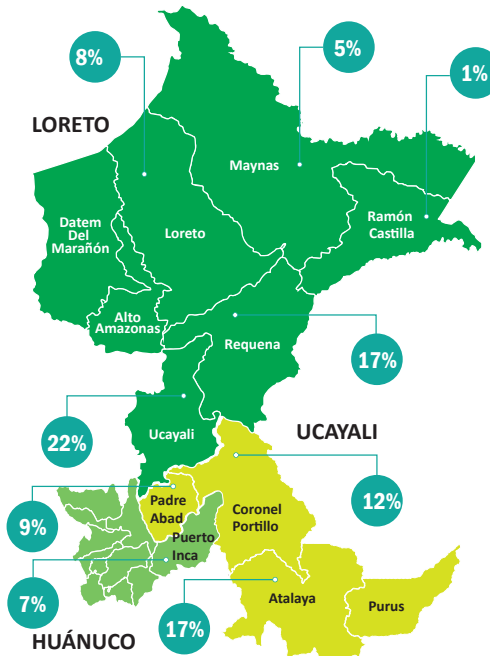 8%
5%
1%
LORETO
Maynas
Datem
Del
Marañón
Loreto
Ramón
Castilla
Alto
Amazonas
Requena
17%
22%
Ucayali
UCAYALI
12%
9%
Padre
Abad
Coronel
Portillo
Puerto
Inca
7%
17%
Atalaya
Purus
HUÁNUCO